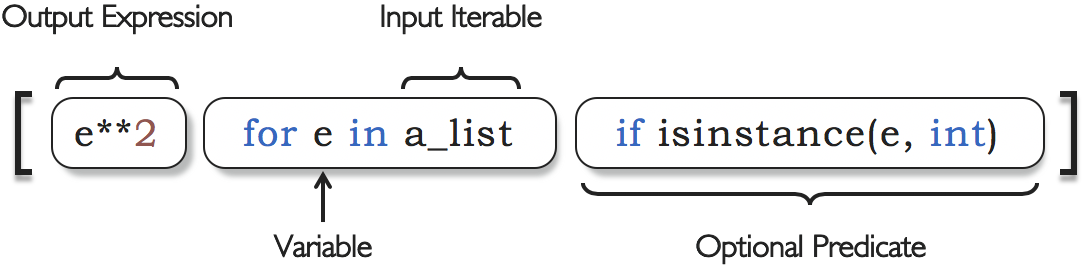 Output Expression Input Iterable
[ e**2 for e in a_list if isinstance(e, int) ]
Variable Optional Predicate